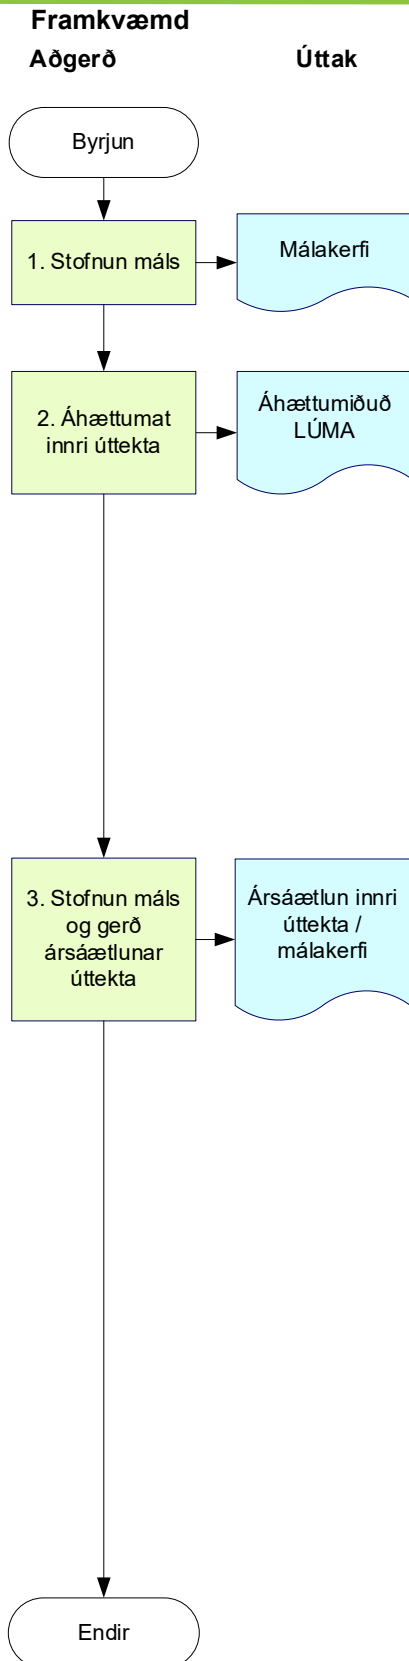 Framkvæmd
Aðgerð
Úttak
Byrjun
1. Stofnun máls
Málakerfi
2. Áhættumat
innri úttekta
Áhættumiðuð
LÚMA
3. Stofnun máls
og gerð
ársáætlunar
úttekta
Ársáætlun innri
úttekta /
málakerfi
Endir